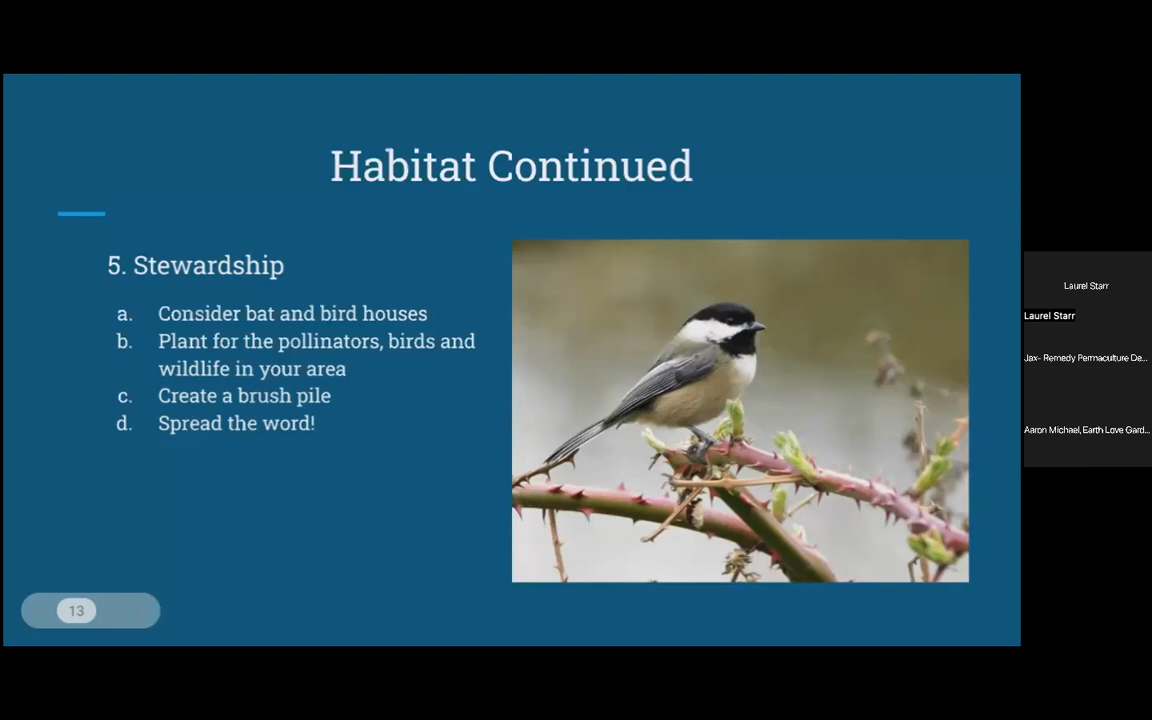 Habitat Continued
5. Stewardship
a. Consider bat and bird houses
b. Plant for the pollinators, birds and
wildlife in your area
c. Create a brush pile
d. Spread the word!
13
Laurel Starr
Laurel Starr
Jax- Remedy Permaculture De...
Aaron Michael, Earth Love Gard...